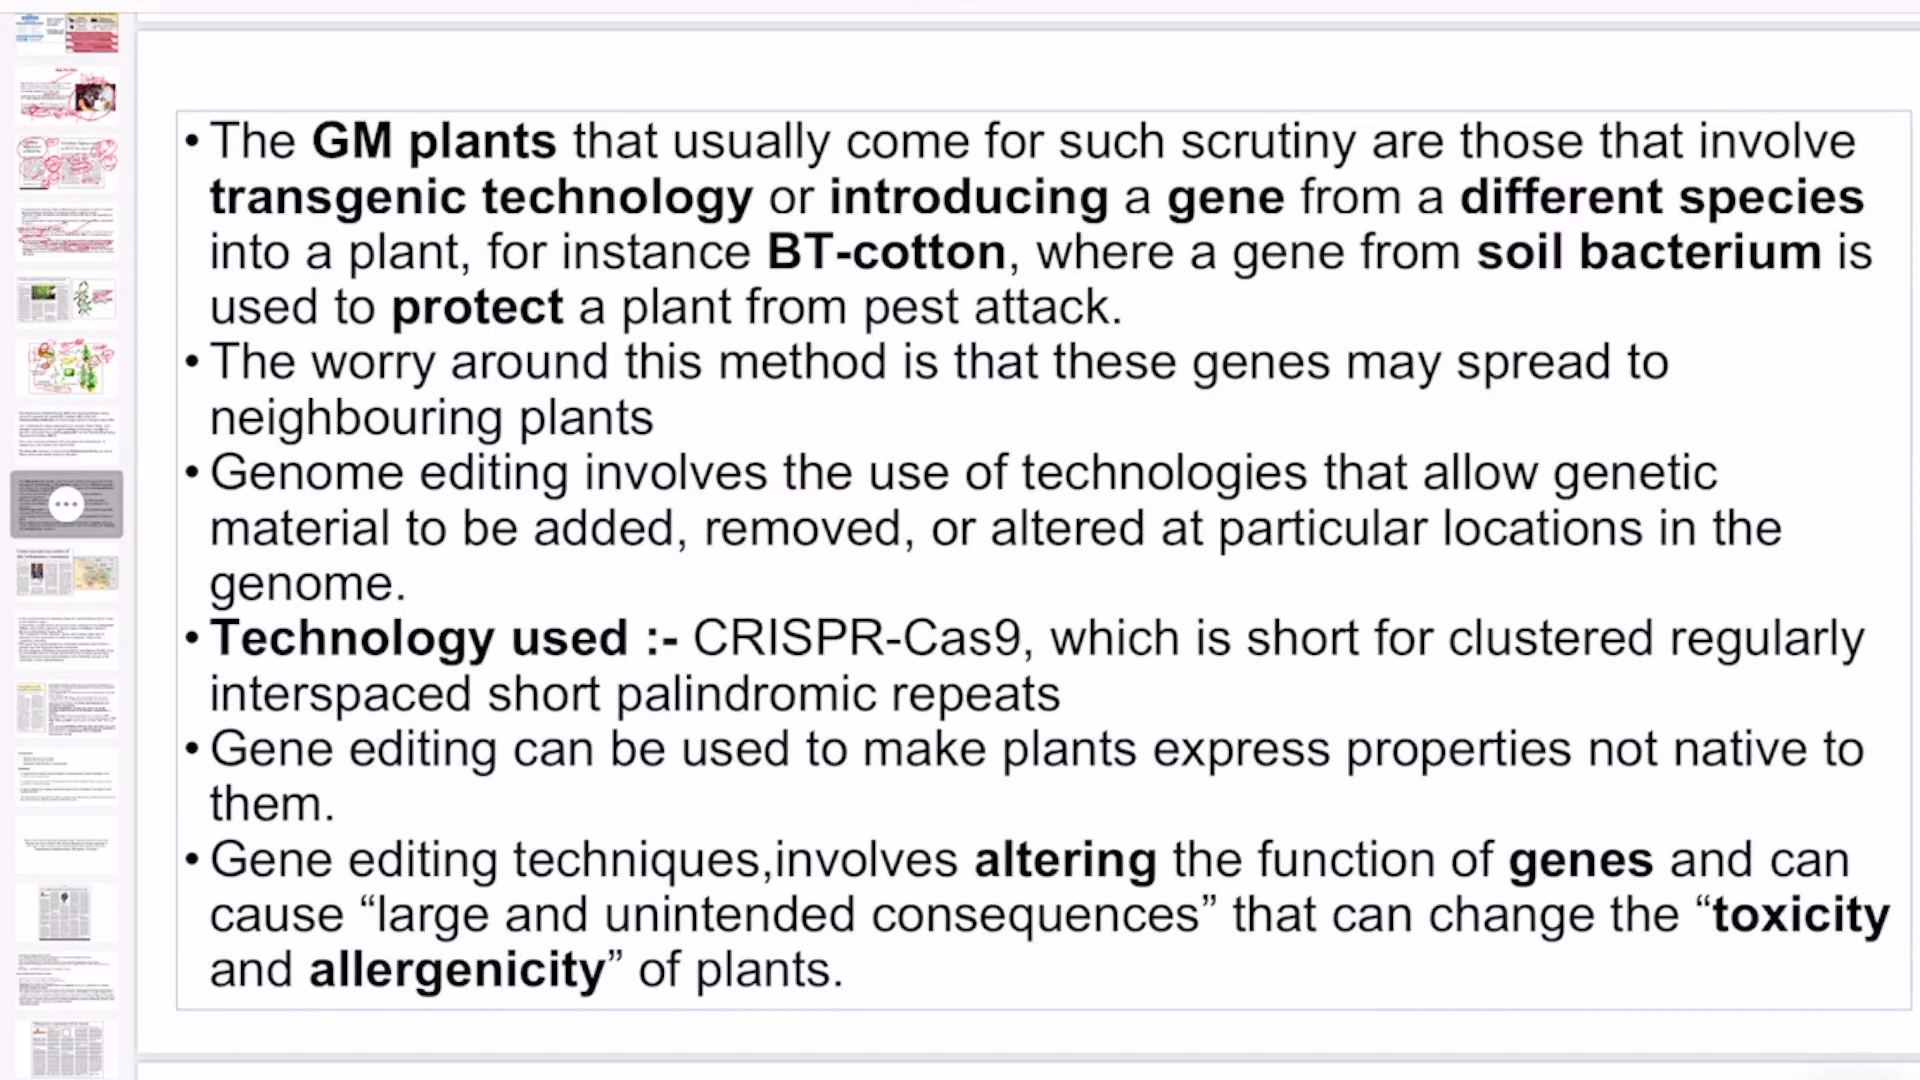 • The GM plants that usually come for such scrutiny are those that involve
transgenic technology or introducing a gene from a different species
into a plant, for instance BT-cotton, where a gene from soil bacterium is
used to protect a plant from pest attack.
• The worry around this method is that these genes may spread to
neighbouring plants
• Genome editing involves the use of technologies that allow genetic
material to be added, removed, or altered at particular locations in the
genome.
• Technology used :- CRISPR-Cas9, which is short for clustered regularly
interspaced short palindromic repeats
• Gene editing can be used to make plants express properties not native to
them.
• Gene editing techniques,involves altering the function of genes and can
cause “large and unintended consequences” that can change the “toxicity
and allergenicity” of plants.